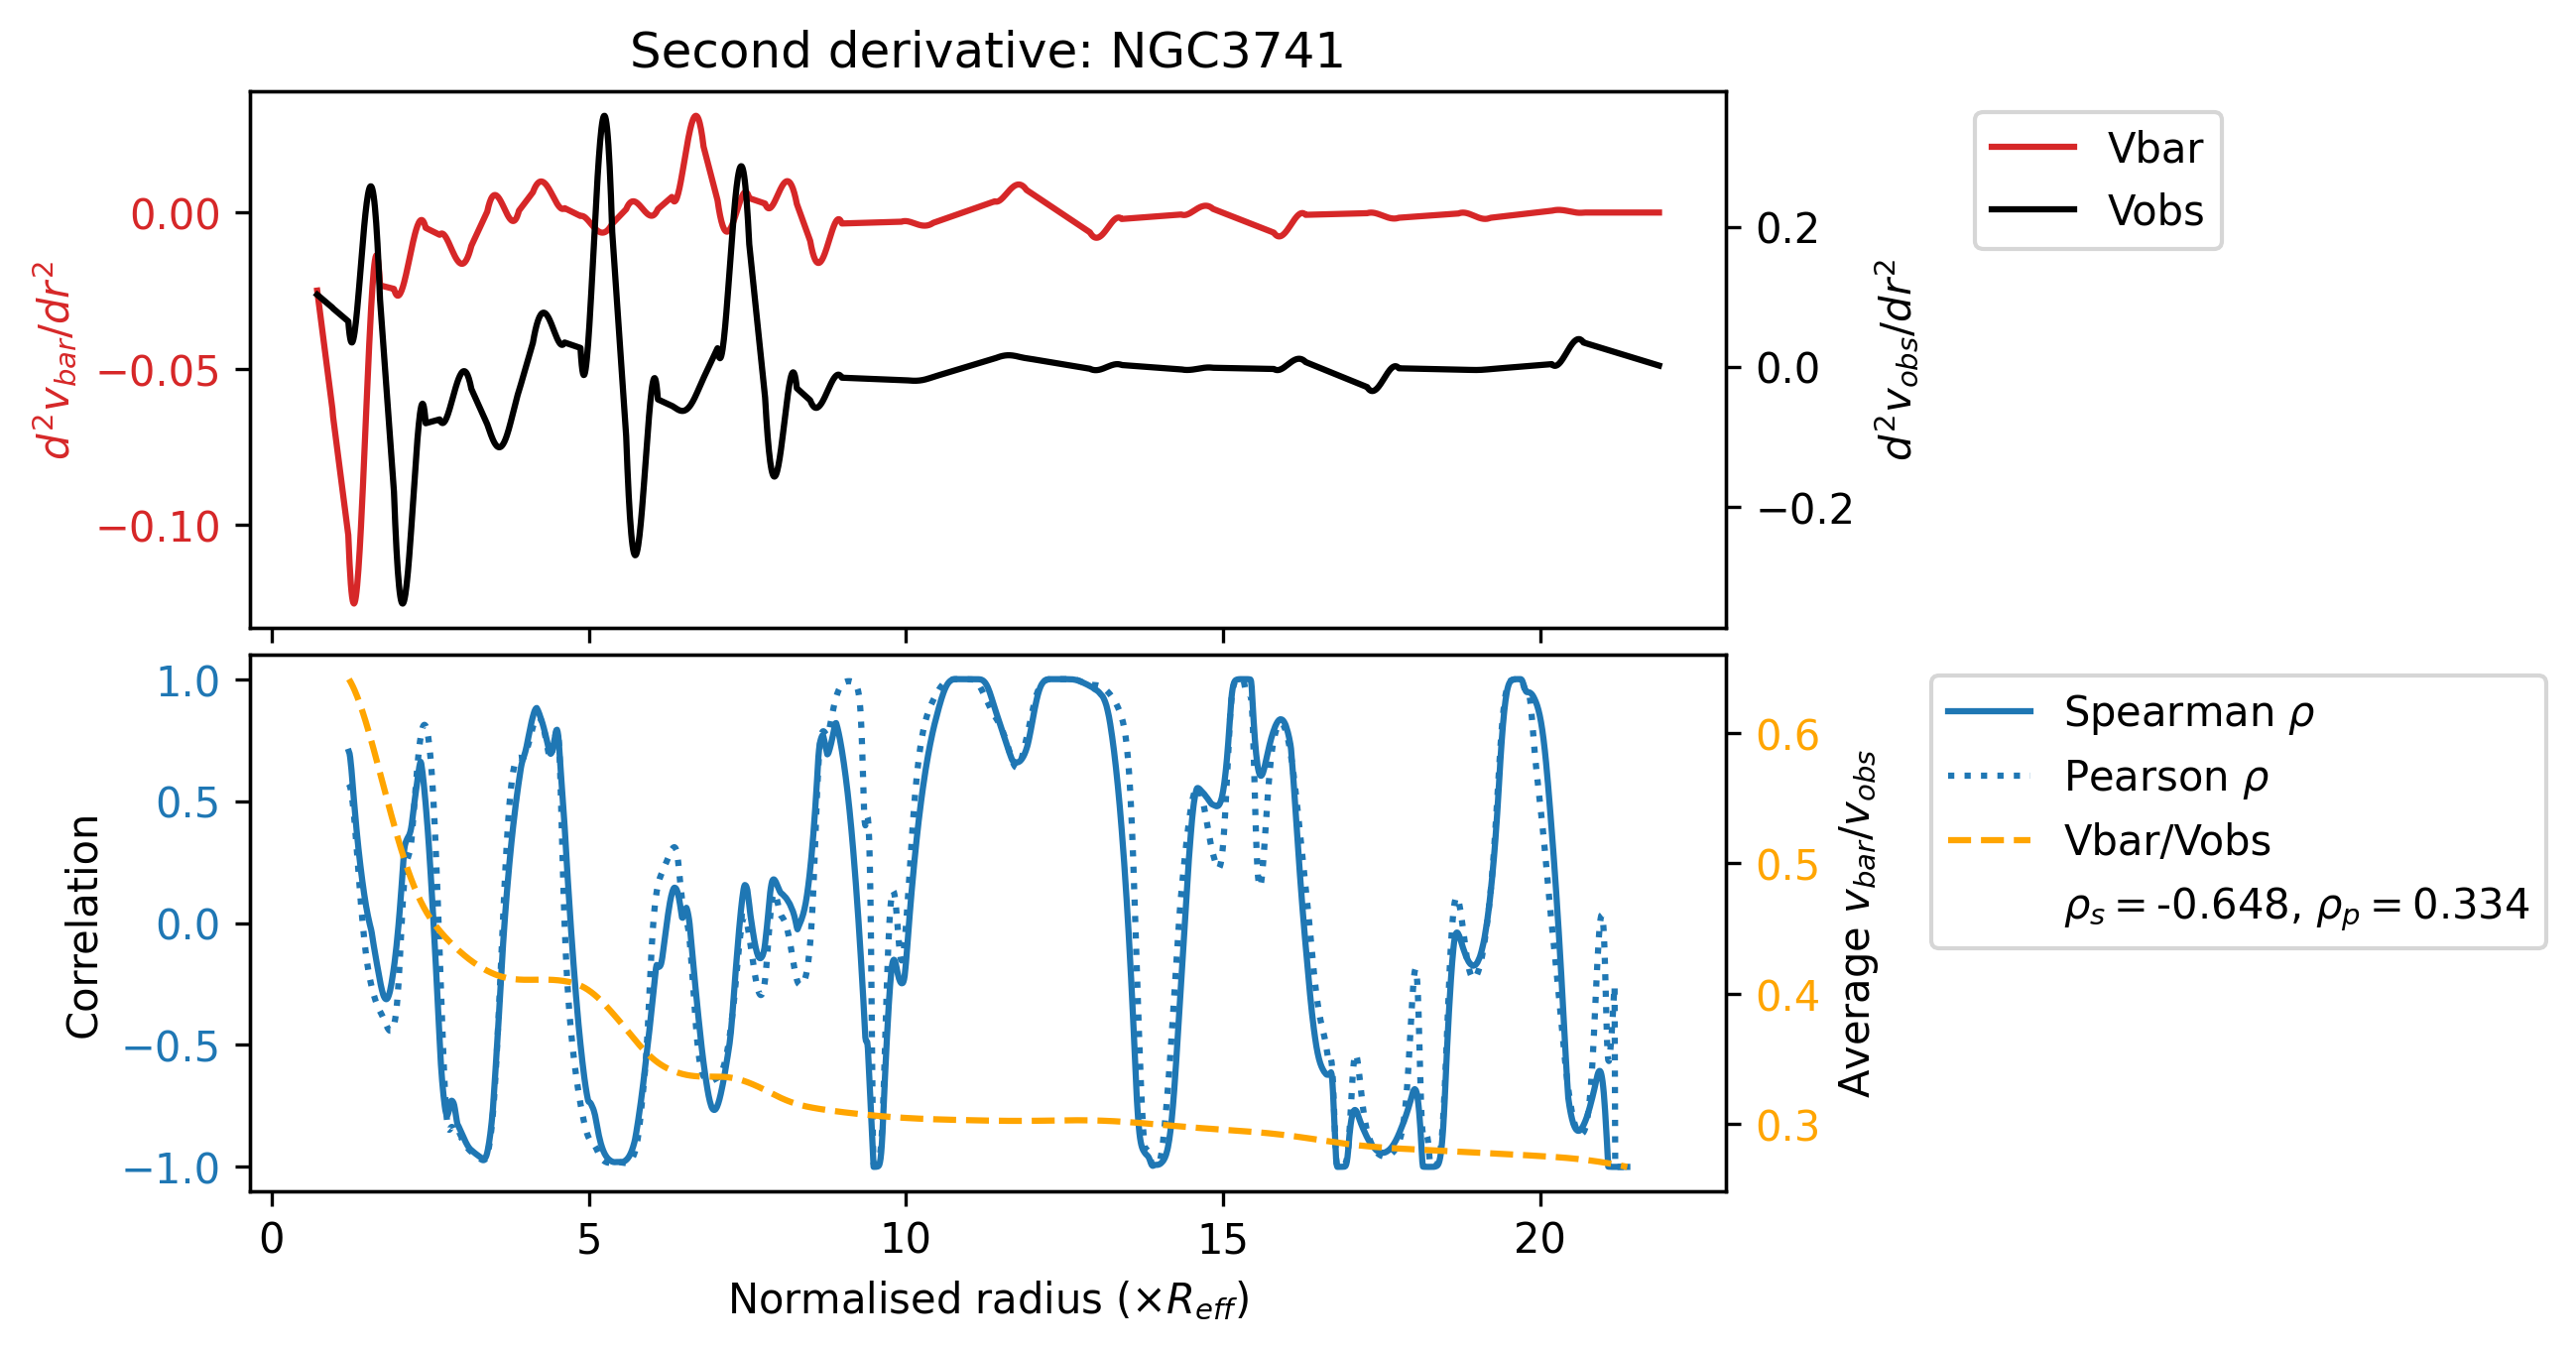 Second derivative: NGC3741
0.00
−0.05
−0.10
d²v_bar/dr²
0.2
0.0
−0.2
d²v_obs/dr²
Vbar
Vobs
1.0
0.5
0.0
−0.5
−1.0
Correlation
0.6
0.5
0.4
0.3
Average v_bar/v_obs
Spearman ρ
Pearson ρ
Vbar/Vobs
ρ_s = -0.648, ρ_p = 0.334
0 5 10 15 20
Normalised radius (×R_eff)